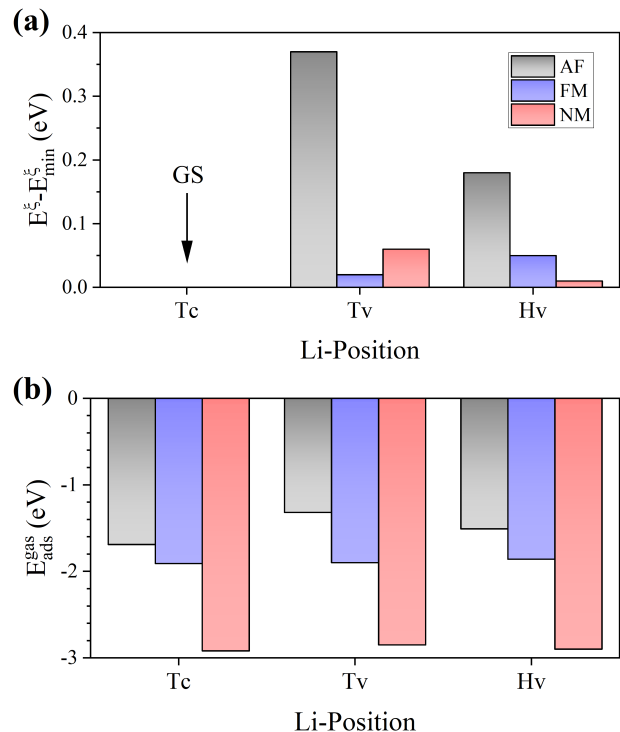 (a)
E^ξ-E^ξ_min (eV)
0.4
0.3
0.2
0.1
0.0
GS
AF
FM
NM
Tc Tv Hv
Li-Position
(b)
E^gas_ads (eV)
0
-1
-2
-3
Tc Tv Hv
Li-Position